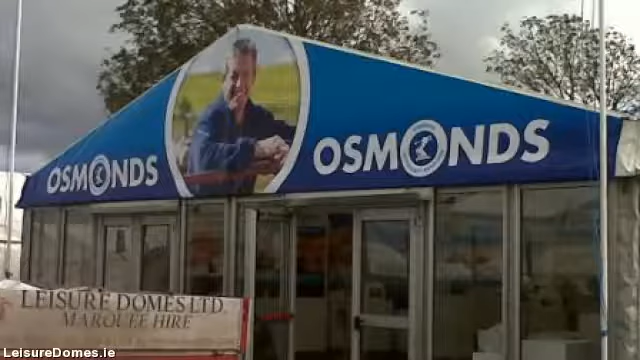 OSMONDS
OSMONDS
LEISURE DOMES LTD.
MARQUEE HIRE
LeisureDomes.ie